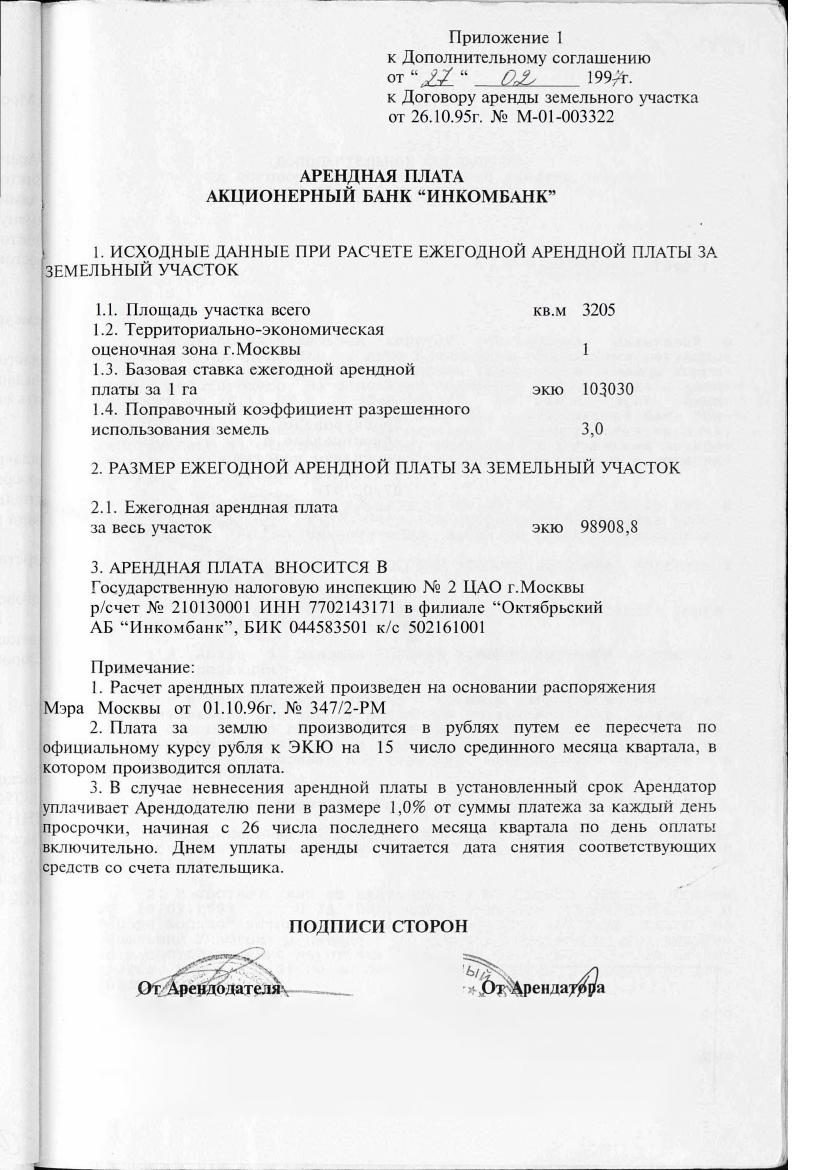 Приложение 1
к Дополнительному соглашению
от “ 27 “ 02 1997г.
к Договору аренды земельного участка
от 26.10.95г. № М-01-003322
АРЕНДНАЯ ПЛАТА
АКЦИОНЕРНЫЙ БАНК “ИНКОМБАНК”
1. ИСХОДНЫЕ ДАННЫЕ ПРИ РАСЧЕТЕ ЕЖЕГОДНОЙ АРЕНДНОЙ ПЛАТЫ ЗА
ЗЕМЕЛЬНЫЙ УЧАСТОК
1.1. Площадь участка всего кв.м 3205
1.2. Территориально-экономическая
оценочная зона г.Москвы 1
1.3. Базовая ставка ежегодной арендной
платы за 1 га экю 103030
1.4. Поправочный коэффициент разрешенного
использования земель 3,0
2. РАЗМЕР ЕЖЕГОДНОЙ АРЕНДНОЙ ПЛАТЫ ЗА ЗЕМЕЛЬНЫЙ УЧАСТОК
2.1. Ежегодная арендная плата
за весь участок экю 98908,8
3. АРЕНДНАЯ ПЛАТА ВНОСИТСЯ В
Государственную налоговую инспекцию № 2 ЦАО г.Москвы
р/счет № 210130001 ИНН 7702143171 в филиале “Октябрьский
АБ “Инкомбанк”, БИК 044583501 к/с 502161001
Примечание:
1. Расчет арендных платежей произведен на основании распоряжения
Мэра Москвы от 01.10.96г. № 347/2-РМ
2. Плата за землю производится в рублях путем ее пересчета по
официальному курсу рубля к ЭКЮ на 15 число срединного месяца квартала, в
котором производится оплата.
3. В случае невнесения арендной платы в установленный срок Арендатор
уплачивает Арендодателю пени в размере 1,0% от суммы платежа за каждый день
просрочки, начиная с 26 числа последнего месяца квартала по день оплаты
включительно. Днем уплаты аренды считается дата снятия соответствующих
средств со счета плательщика.
ПОДПИСИ СТОРОН
От Арендодателя От Арендатора